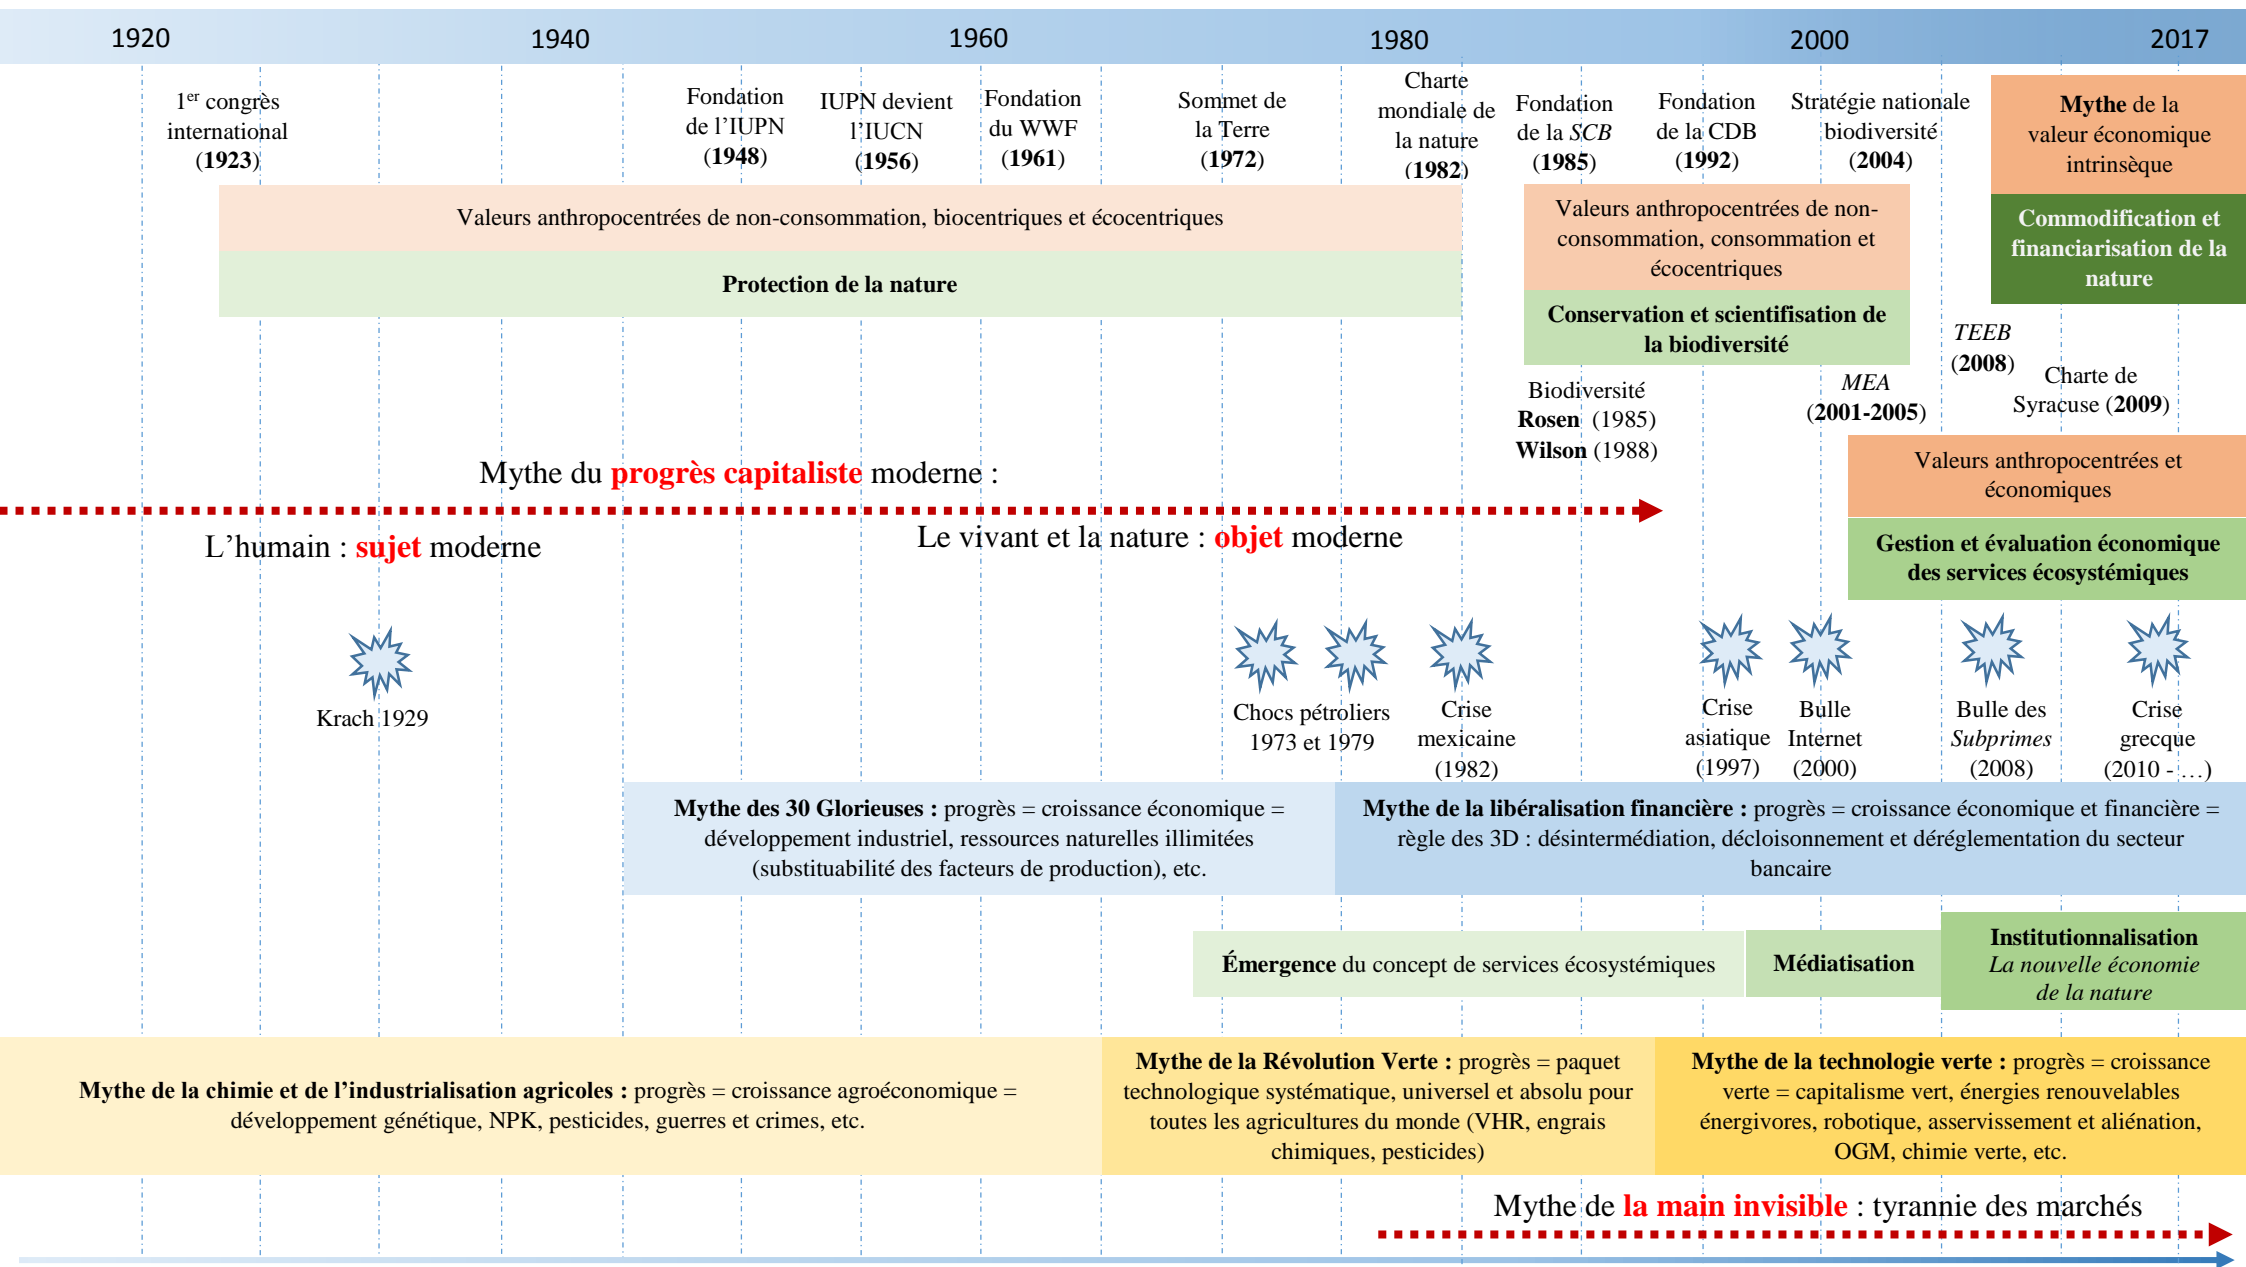 1920 1940 1960 1980 2000 2017
1er congrès
international
(1923)
Fondation
de l’IUPN
(1948)
IUPN devient
l’IUCN
(1956)
Fondation
du WWF
(1961)
Sommet de
la Terre
(1972)
Charte
mondiale de
la nature
(1982)
Fondation
de la SCB
(1985)
Fondation
de la CDB
(1992)
Stratégie nationale
biodiversité
(2004)
Mythe de la
valeur économique
intrinsèque
Commodification et
financiarisation de la
nature
Valeurs anthropocentrées de non-consommation, biocentriques et écocentriques
Protection de la nature
Valeurs anthropocentrées de non-
consommation, consommation et
écocentriques
Conservation et scientifisation de
la biodiversité
Biodiversité
Rosen (1985)
Wilson (1988)
MEA
(2001-2005)
TEEB
(2008)
Charte de
Syracuse (2009)
Mythe du progrès capitaliste moderne :
L’humain : sujet moderne
Le vivant et la nature : objet moderne
Valeurs anthropocentrées et
économiques
Gestion et évaluation économique
des services écosystémiques
Krach 1929
Chocs pétroliers
1973 et 1979
Crise
mexicaine
(1982)
Crise
asiatique
(1997)
Bulle
Internet
(2000)
Bulle des
Subprimes
(2008)
Crise
grecque
(2010 - …)
Mythe des 30 Glorieuses : progrès = croissance économique =
développement industriel, ressources naturelles illimitées
(substituabilité des facteurs de production), etc.
Mythe de la libéralisation financière : progrès = croissance économique et financière =
règle des 3D : désintermédiation, décloisonnement et déréglementation du secteur
bancaire
Émergence du concept de services écosystémiques
Médiatisation
Institutionnalisation
La nouvelle économie
de la nature
Mythe de la chimie et de l’industrialisation agricoles : progrès = croissance agroéconomique =
développement génétique, NPK, pesticides, guerres et crimes, etc.
Mythe de la Révolution Verte : progrès = paquet
technologique systématique, universel et absolu pour
toutes les agricultures du monde (VHR, engrais
chimiques, pesticides)
Mythe de la technologie verte : progrès = croissance
verte = capitalisme vert, énergies renouvelables
énergivores, robotique, asservissement et aliénation,
OGM, chimie verte, etc.
Mythe de la main invisible : tyrannie des marchés